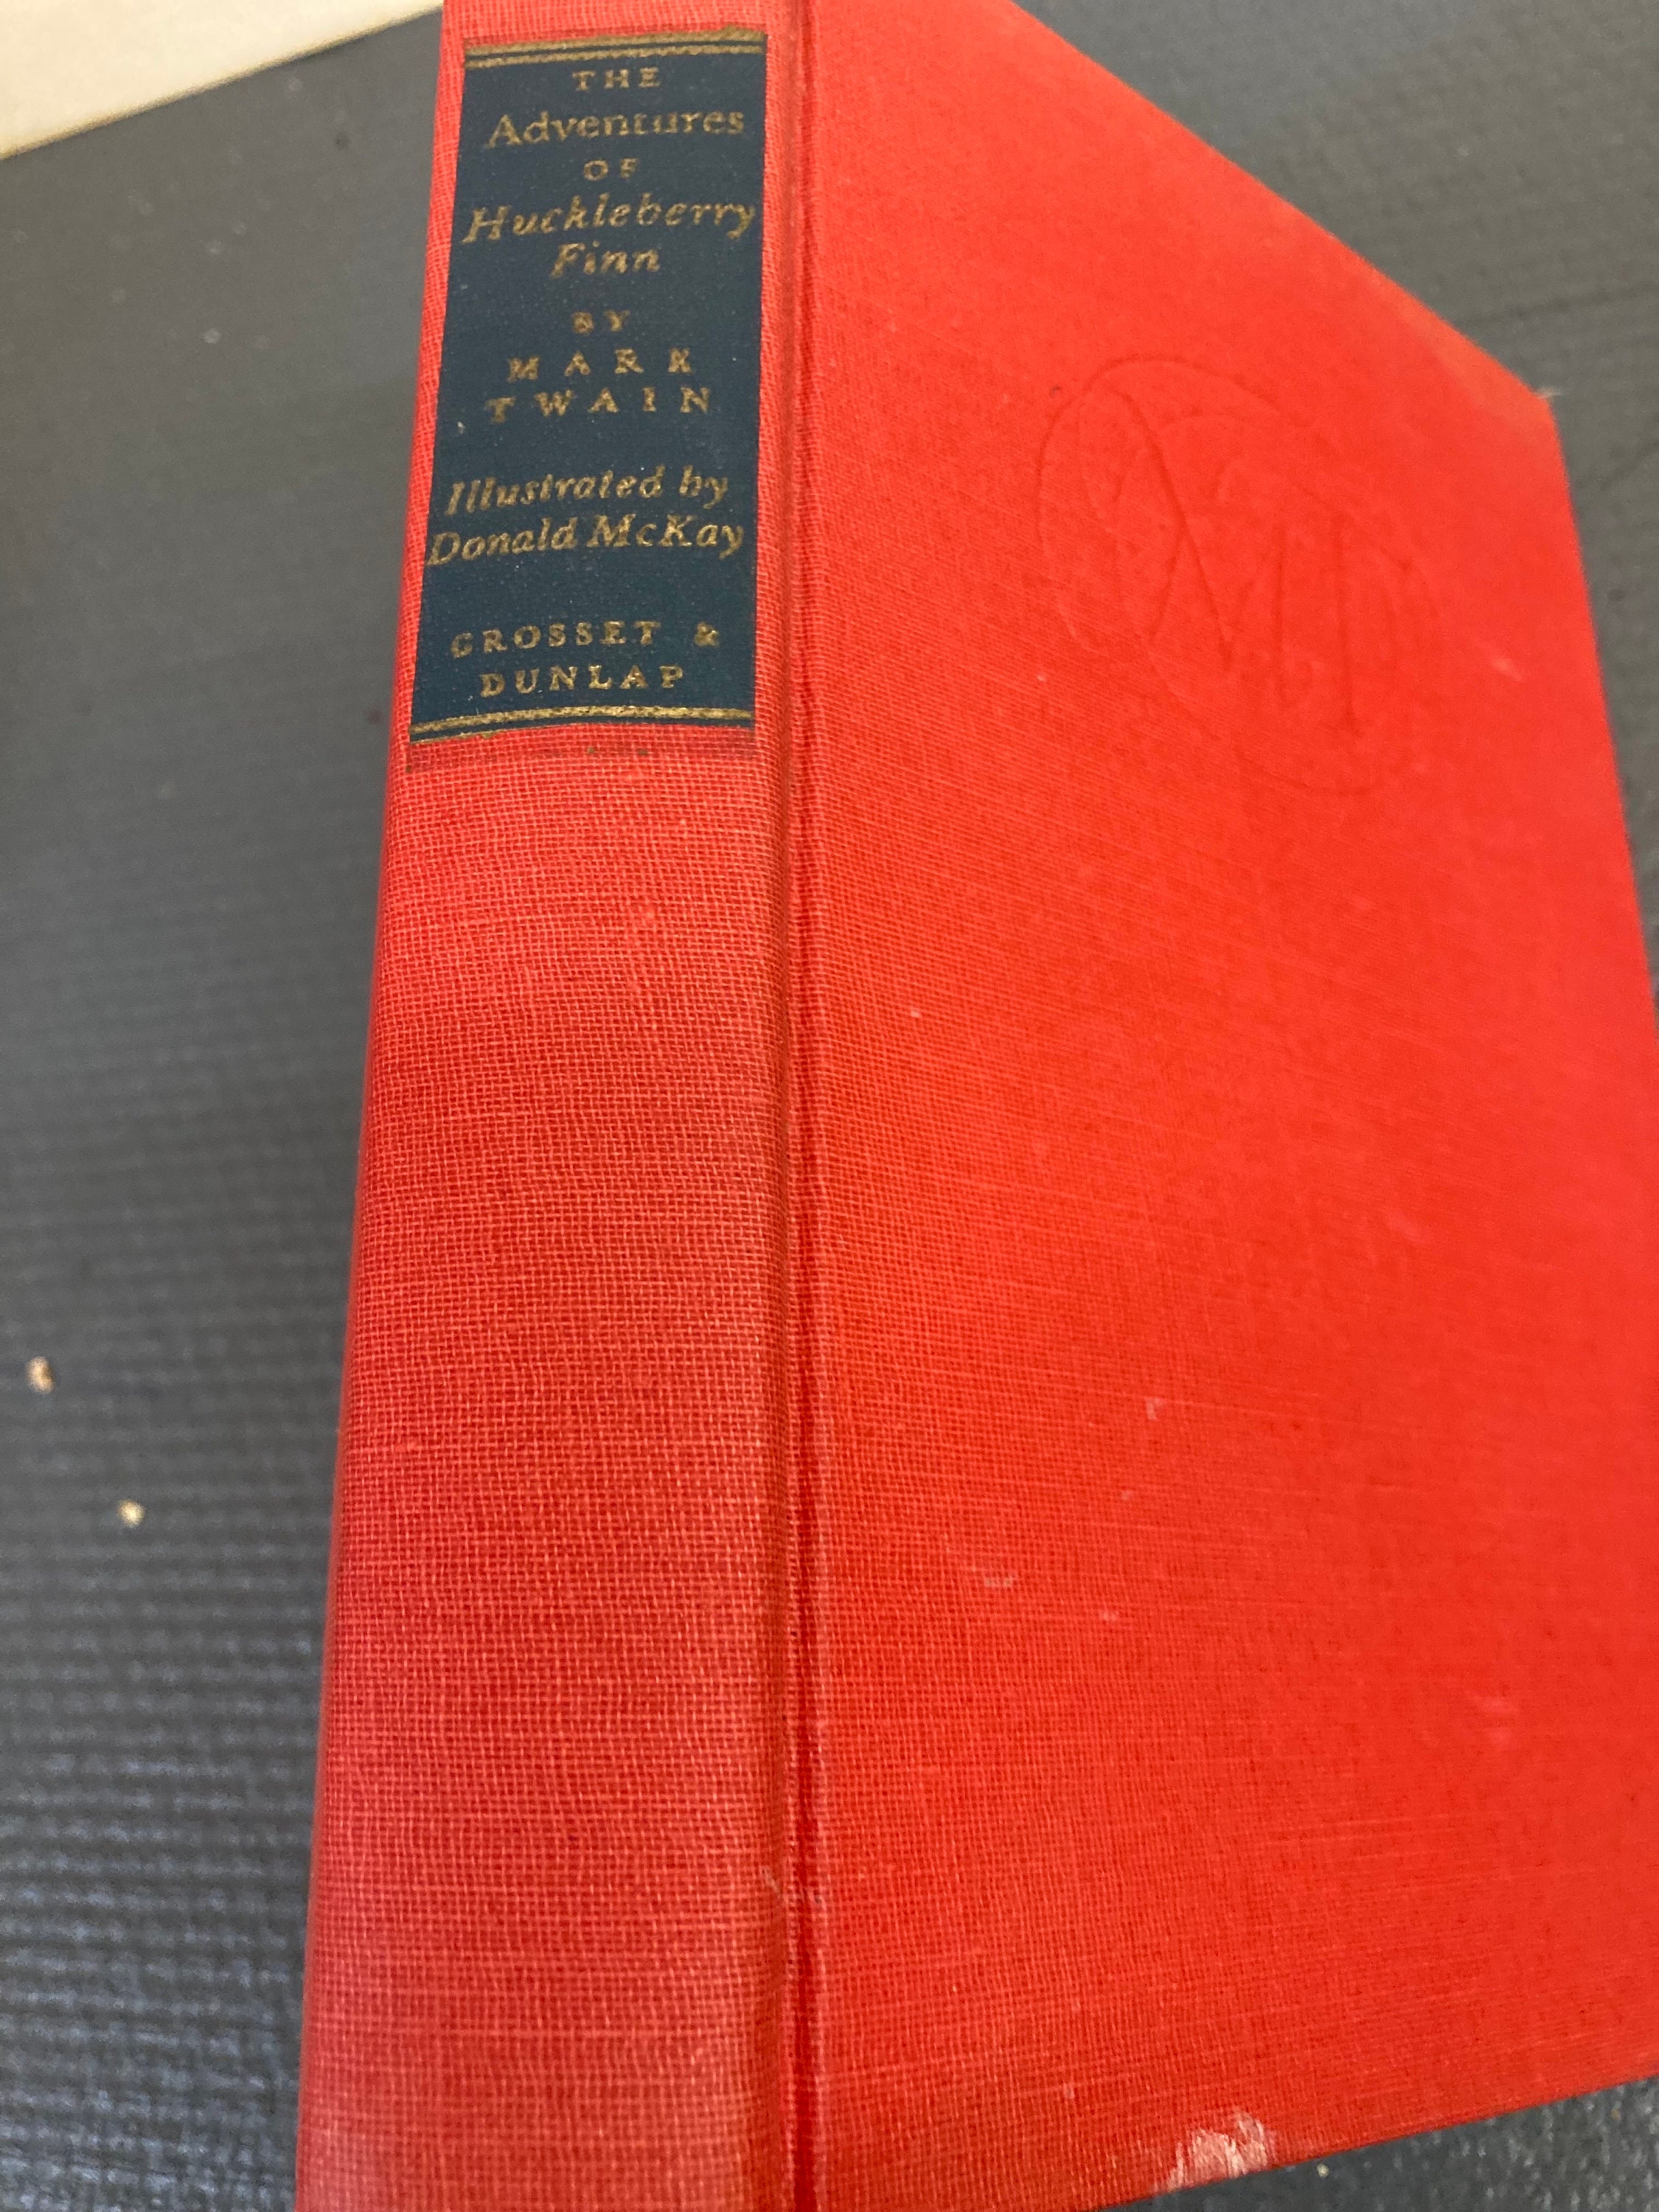 THE
Adventures
OF
Huckleberry
Finn
BY
MARK
TWAIN
Illustrated by
Donald McKay
GROSSET &
DUNLAP